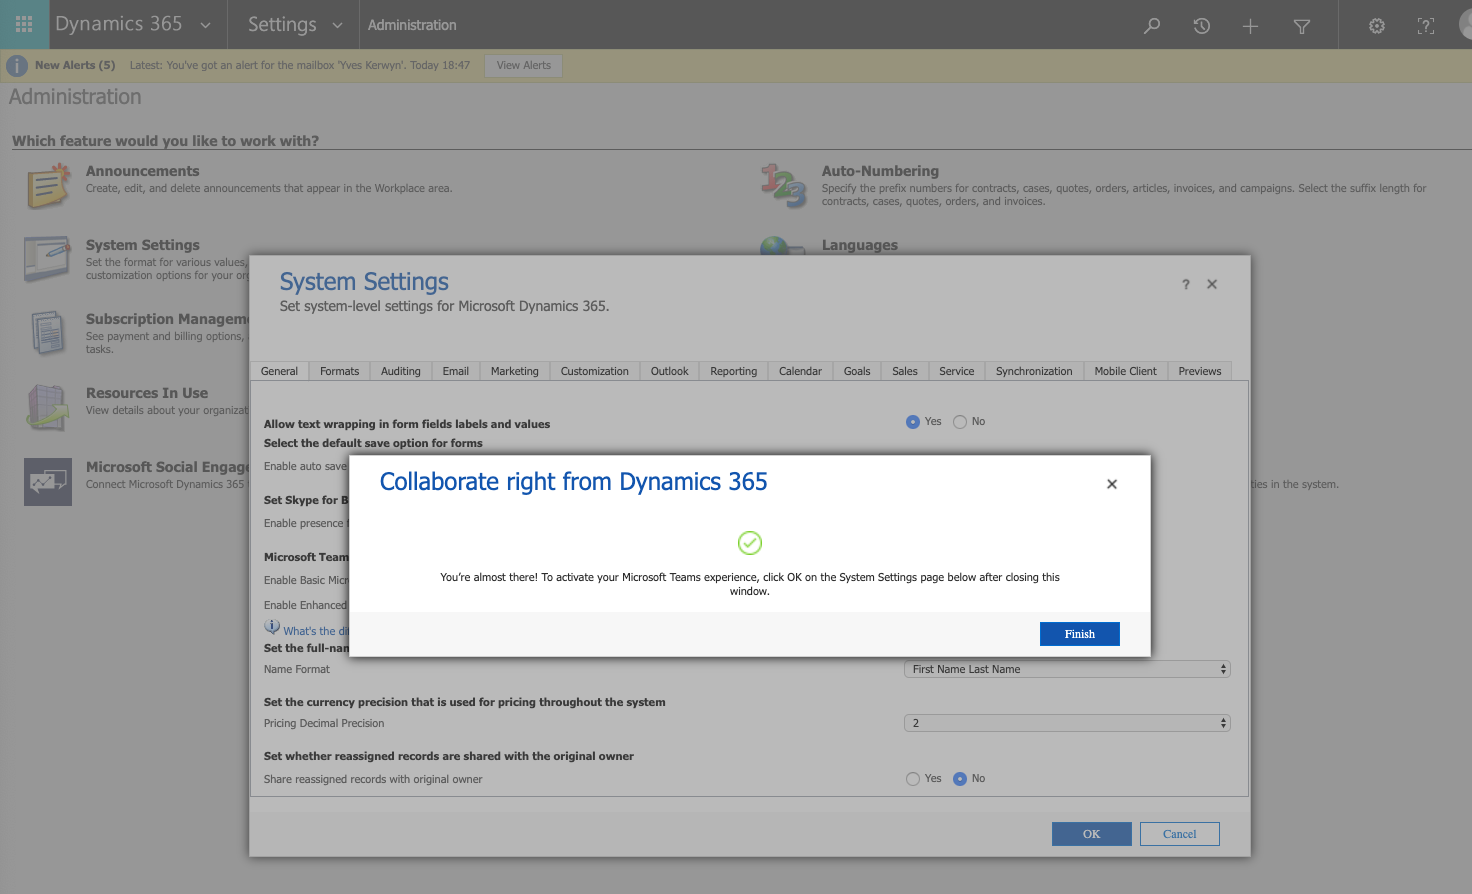 Dynamics 365
Settings
Administration
New Alerts (5) Latest: You've got an alert for the mailbox 'Yves Kerwyn'. Today 18:47 View Alerts
Administration
Which feature would you like to work with?
Announcements
Create, edit, and delete announcements that appear in the Workplace area.
Auto-Numbering
Specify the prefix numbers for contracts, cases, quotes, orders, articles, invoices, and campaigns. Select the suffix length for
contracts, cases, quotes, orders, and invoices.
System Settings
Set the format for various values,
customization options for your
Languages
Subscription
See payment and billing options,
tasks.
Resources In Use
View details about your
Microsoft Social
Connect Microsoft Dynamics 365
in the system.
System Settings
? ×
Set system-level settings for Microsoft Dynamics 365.
General Formats Auditing Email Marketing Customization Outlook Reporting Calendar Goals Sales Service Synchronization Mobile Client Previews
Allow text wrapping in form fields labels and values
Yes No
Select the default save option for forms
Enable auto save
Set Skype for
Enable presence
Microsoft
Enable Basic
Enable Enhanced
What's the
Set the
Name Format
First Name Last Name
Set the currency precision that is used for pricing throughout the system
Pricing Decimal Precision
2
Set whether reassigned records are shared with the original owner
Share reassigned records with original owner
Yes No
OK Cancel
Collaborate right from Dynamics 365
×
You're almost there! To activate your Microsoft Teams experience, click OK on the System Settings page below after closing this
window.
Finish